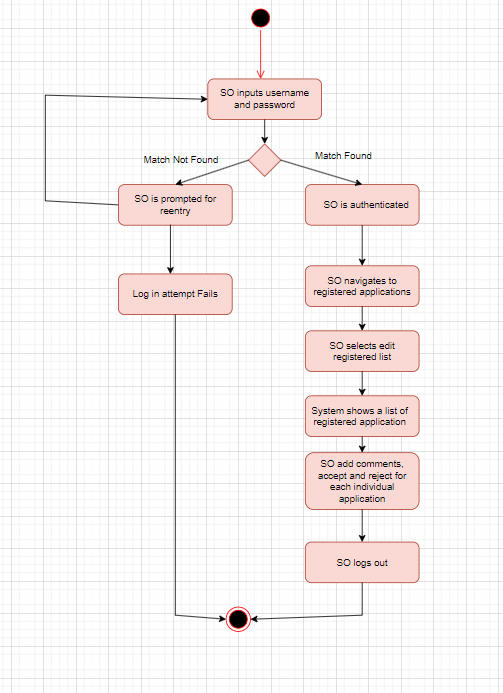 SO inputs username
and password
Match Not Found
Match Found
SO is prompted for
reentry
SO is authenticated
Log in attempt Fails
SO navigates to
registered applications
SO selects edit
registered list
System shows a list of
registered application
SO add comments,
accept and reject for
each individual
application
SO logs out